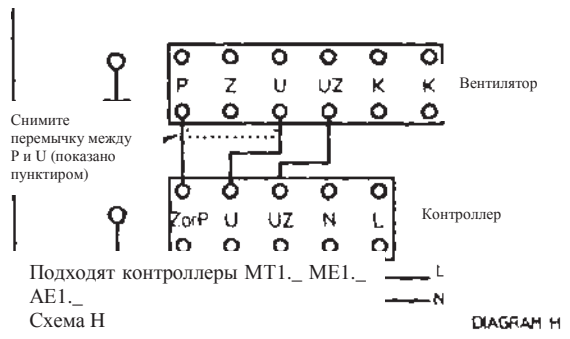 P Z U UZ K K
Вентилятор
Снимите
перемычку между
P и U (показано
пунктиром)
ZorP U UZ N L
Контроллер
Подходят контроллеры MT1._ ME1._
AE1._
L
N
Схема H
DIAGRAM H